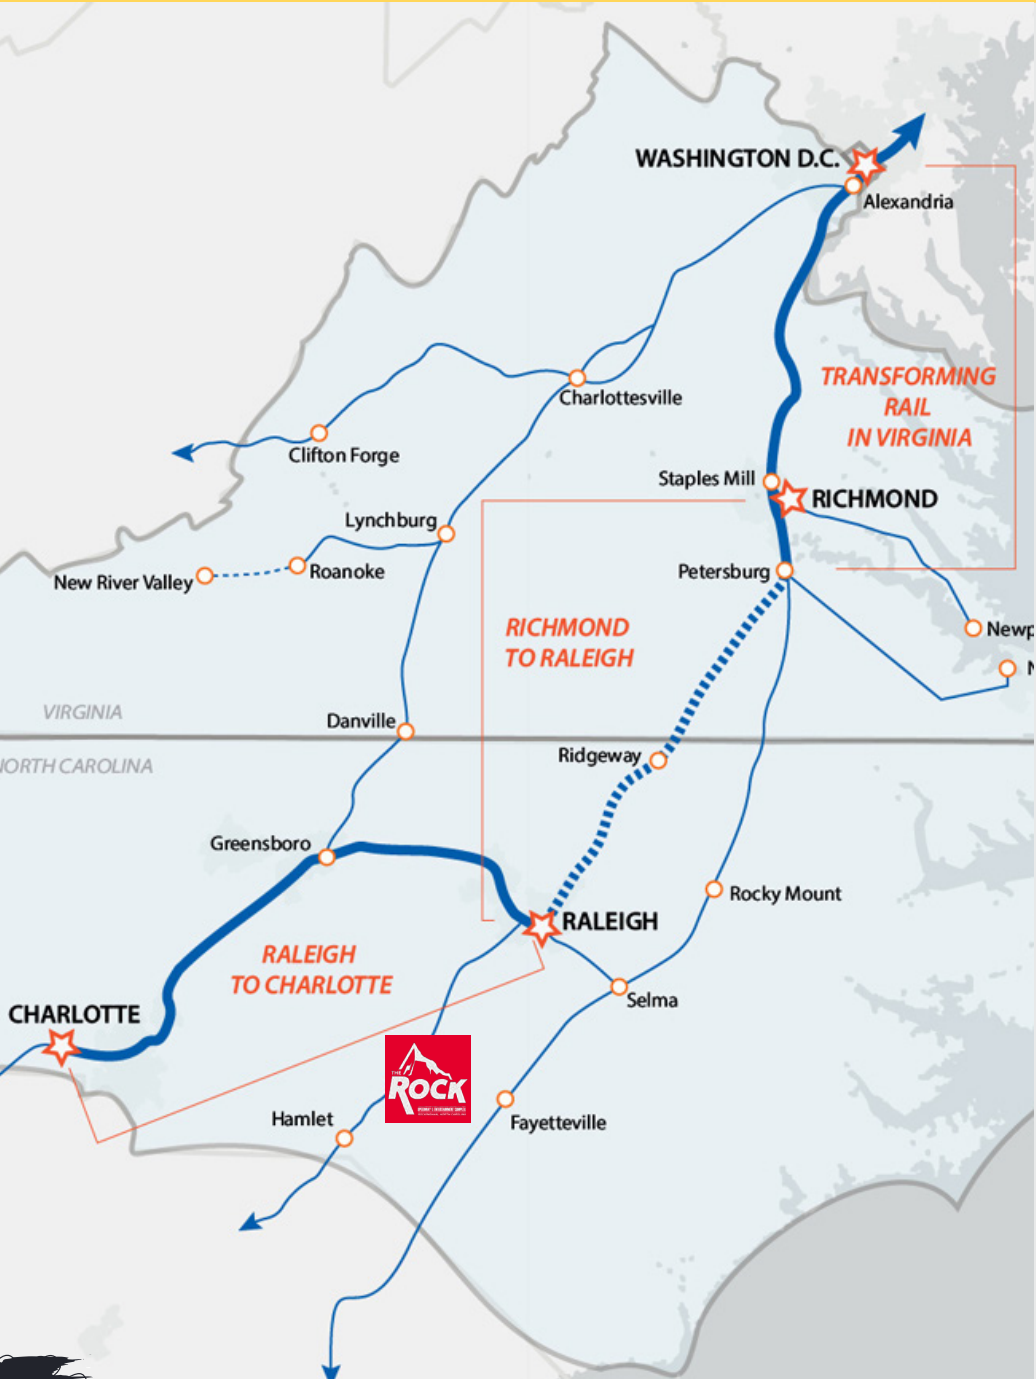 WASHINGTON D.C.
Alexandria
TRANSFORMING
RAIL
IN VIRGINIA
Charlottesville
Clifton Forge
Staples Mill
RICHMOND
Lynchburg
Roanoke
New River Valley
Petersburg
Newp
N
RICHMOND
TO RALEIGH
VIRGINIA
Danville
NORTH CAROLINA
Ridgeway
Greensboro
Rocky Mount
RALEIGH
RALEIGH
TO CHARLOTTE
Selma
CHARLOTTE
THE
ROCK
Hamlet
Fayetteville